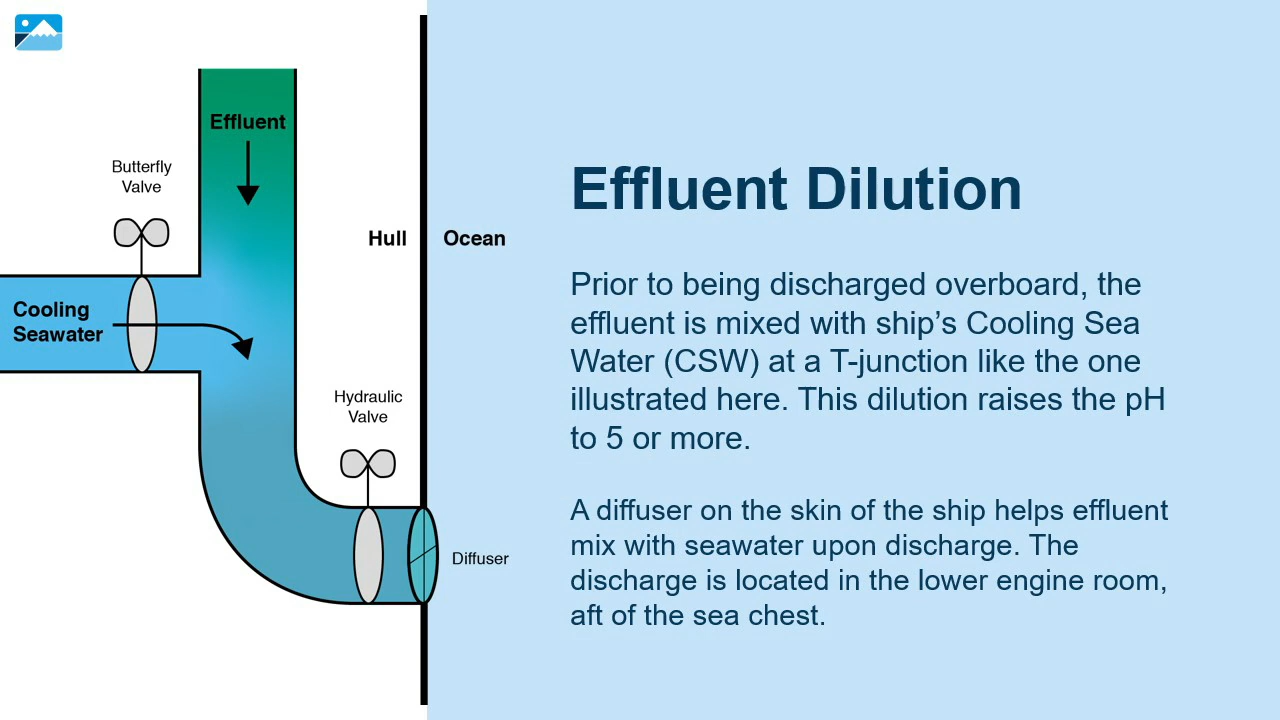 Effluent
Butterfly
Valve
Hull
Ocean
Cooling
Seawater
Hydraulic
Valve
Diffuser
Effluent Dilution
Prior to being discharged overboard, the
effluent is mixed with ship’s Cooling Sea
Water (CSW) at a T-junction like the one
illustrated here. This dilution raises the pH
to 5 or more.
A diffuser on the skin of the ship helps effluent
mix with seawater upon discharge. The
discharge is located in the lower engine room,
aft of the sea chest.